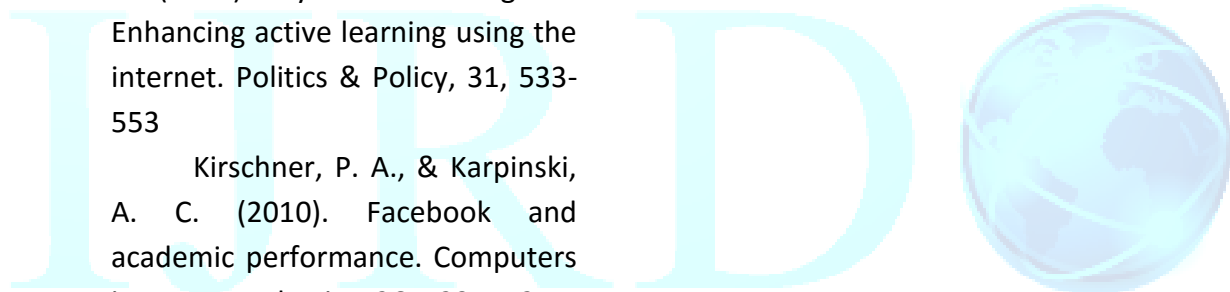 Enhancing active learning using the
internet. Politics & Policy, 31, 533-
553
Kirschner, P. A., & Karpinski,
A. C. (2010). Facebook and
academic performance. Computers
IJRD